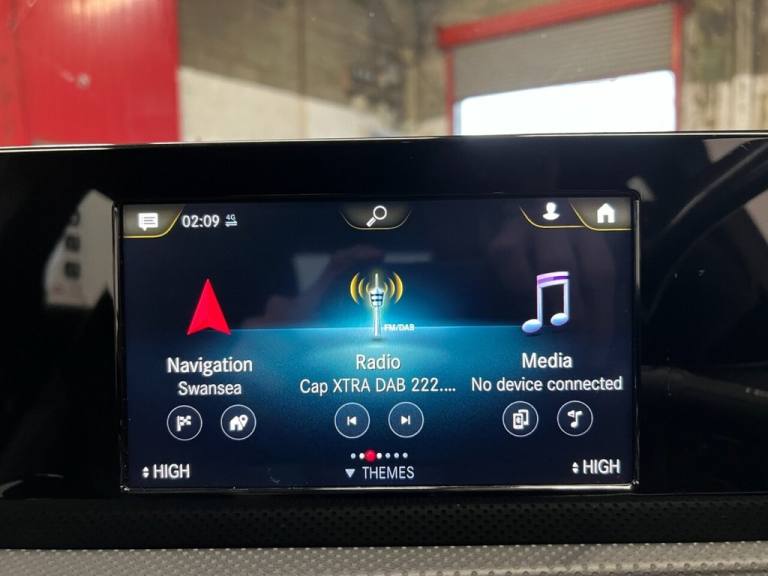 02:09 4G
FM/DAB
Navigation
Swansea
Radio
Cap XTRA DAB 222....
Media
No device connected
HIGH
THEMES
HIGH